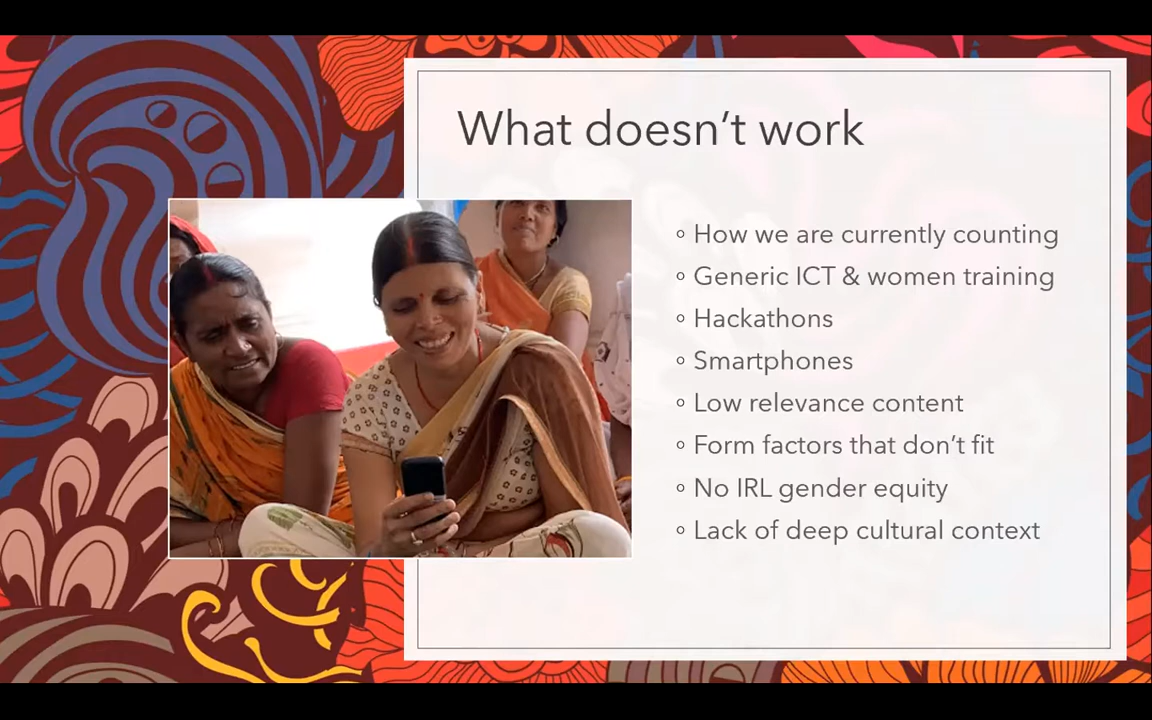 What doesn't work
◦ How we are currently counting
◦ Generic ICT & women training
◦ Hackathons
◦ Smartphones
◦ Low relevance content
◦ Form factors that don't fit
◦ No IRL gender equity
◦ Lack of deep cultural context